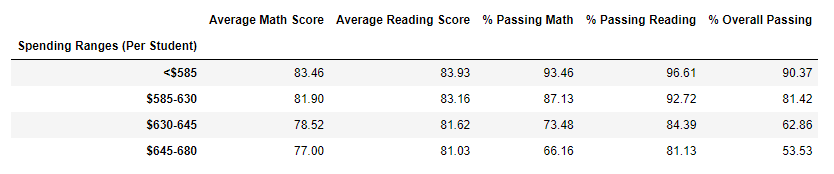 Average Math Score Average Reading Score % Passing Math % Passing Reading % Overall Passing
Spending Ranges (Per Student)
<$585 83.46 83.93 93.46 96.61 90.37
$585-630 81.90 83.16 87.13 92.72 81.42
$630-645 78.52 81.62 73.48 84.39 62.86
$645-680 77.00 81.03 66.16 81.13 53.53